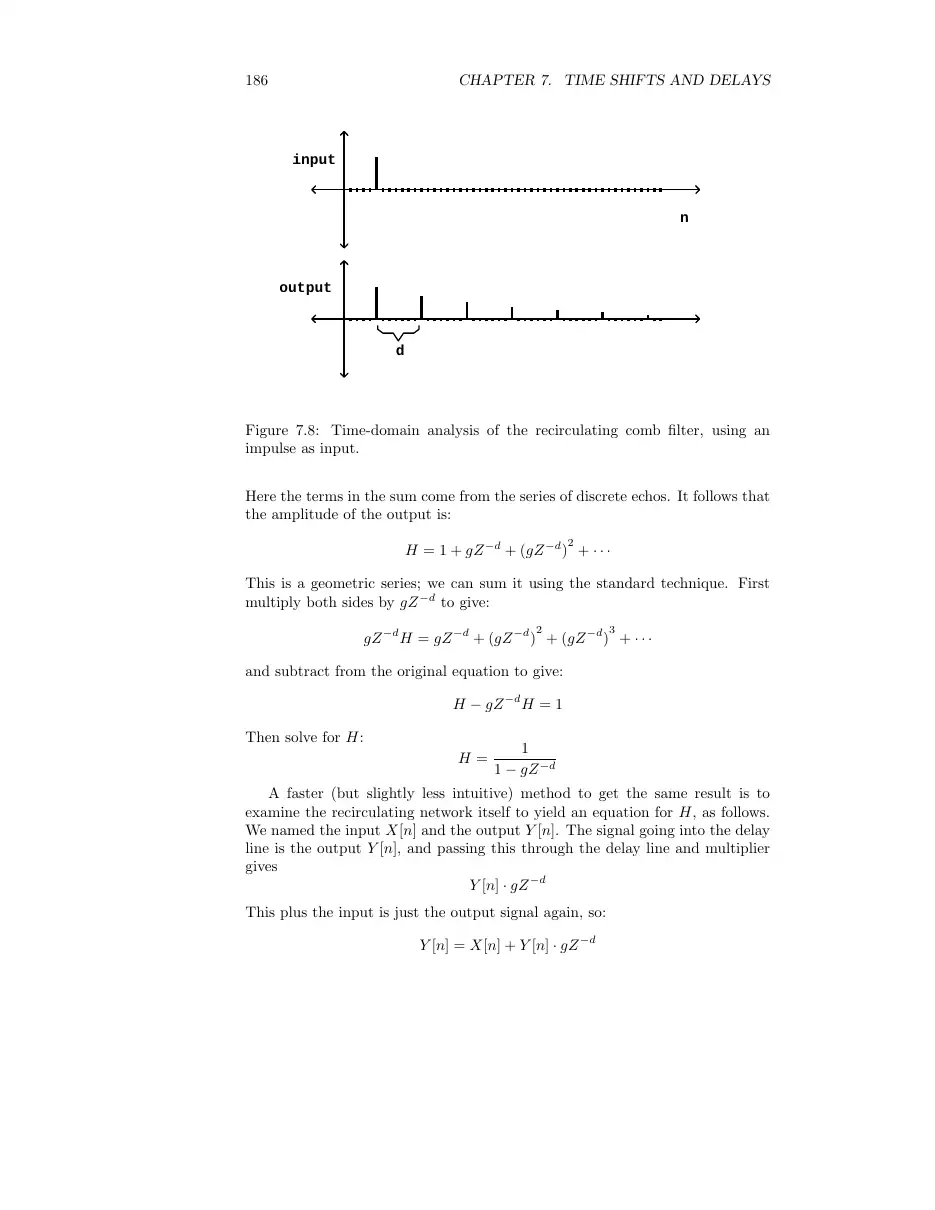 186 CHAPTER 7. TIME SHIFTS AND DELAYS
input
n
output
d
Figure 7.8: Time-domain analysis of the recirculating comb filter, using an
impulse as input.
Here the terms in the sum come from the series of discrete echos. It follows that
the amplitude of the output is:
H = 1 + gZ⁻ᵈ + (gZ⁻ᵈ)² + · · ·
This is a geometric series; we can sum it using the standard technique. First
multiply both sides by gZ⁻ᵈ to give:
gZ⁻ᵈH = gZ⁻ᵈ + (gZ⁻ᵈ)² + (gZ⁻ᵈ)³ + · · ·
and subtract from the original equation to give:
H − gZ⁻ᵈH = 1
Then solve for H:
H = 1 / (1 − gZ⁻ᵈ)
A faster (but slightly less intuitive) method to get the same result is to
examine the recirculating network itself to yield an equation for H, as follows.
We named the input X[n] and the output Y[n]. The signal going into the delay
line is the output Y[n], and passing this through the delay line and multiplier
gives
Y[n] · gZ⁻ᵈ
This plus the input is just the output signal again, so:
Y[n] = X[n] + Y[n] · gZ⁻ᵈ